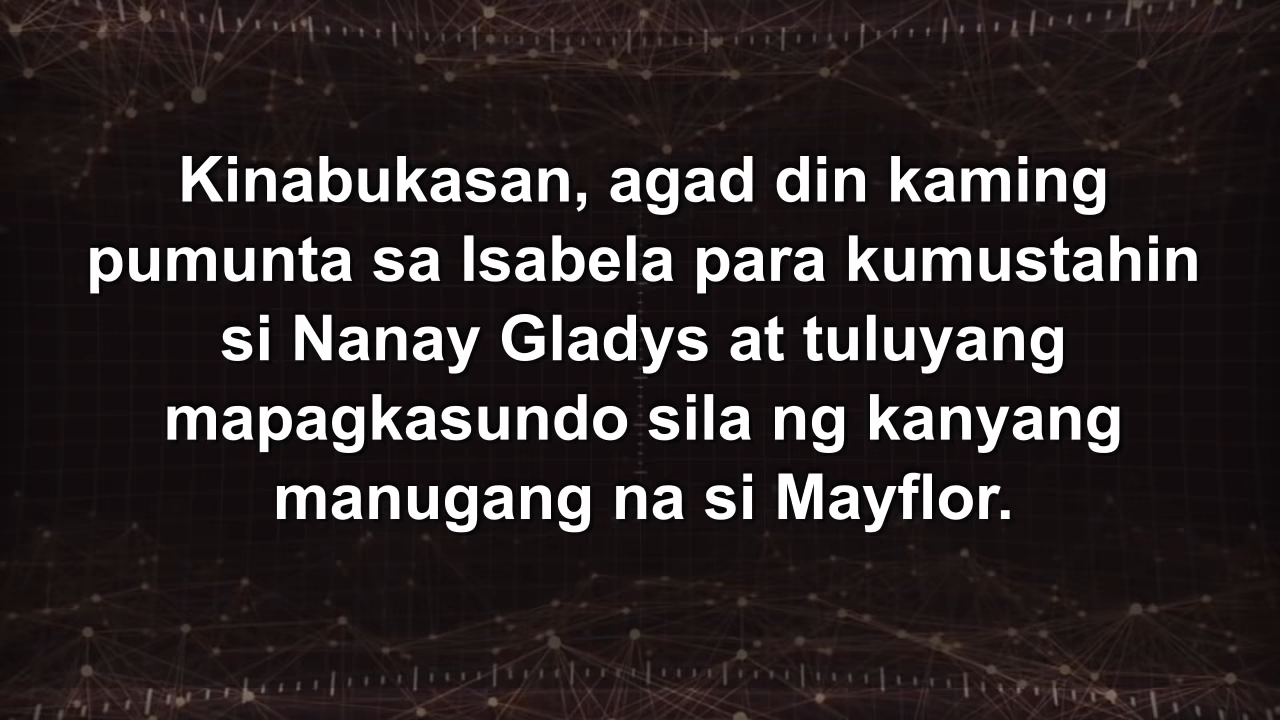 Kinabukasan, agad din kaming
pumunta sa Isabela para kumustahin
si Nanay Gladys at tuluyang
mapagkasundo sila ng kanyang
manugang na si Mayflor.